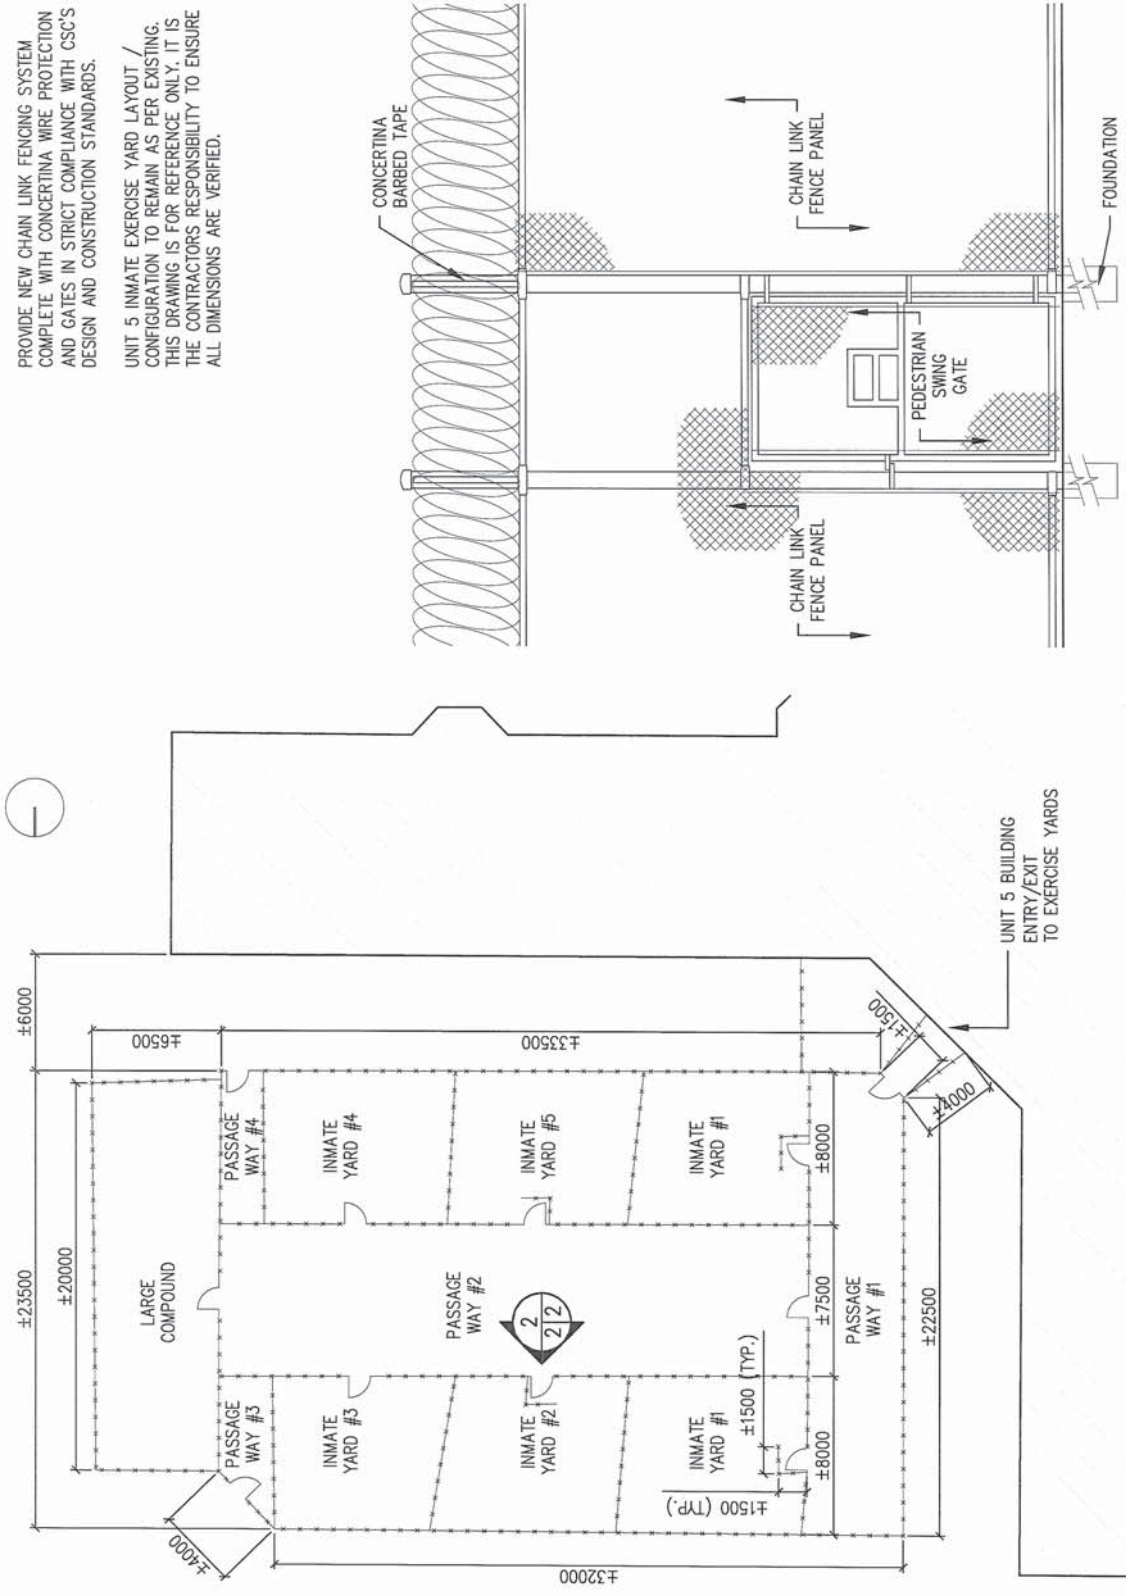 PROVIDE NEW CHAIN LINK FENCING SYSTEM
COMPLETE WITH CONCERTINA WIRE PROTECTION
AND GATES IN STRICT COMPLIANCE WITH CSC'S
DESIGN AND CONSTRUCTION STANDARDS.
UNIT 5 INMATE EXERCISE YARD LAYOUT /
CONFIGURATION TO REMAIN AS PER EXISTING.
THIS DRAWING IS FOR REFERENCE ONLY. IT IS
THE CONTRACTORS RESPONSIBILITY TO ENSURE
ALL DIMENSIONS ARE VERIFIED.
CONCERTINA
BARBED TAPE
CHAIN LINK
FENCE PANEL
PEDESTRIAN
SWING
GATE
CHAIN LINK
FENCE PANEL
FOUNDATION
±23500
±6000
±20000
±6500
±33500
LARGE
COMPOUND
±4000
PASSAGE
WAY #3
PASSAGE
WAY #4
INMATE
YARD #3
INMATE
YARD #4
PASSAGE
WAY #2
2
2
2
INMATE
YARD #2
INMATE
YARD #5
INMATE
YARD #1
INMATE
YARD #1
±1500 (TYP.)
±1500 (TYP.)
±8000
±7500
±8000
PASSAGE
WAY #1
±1500
±4000
±22500
±32000
UNIT 5 BUILDING
ENTRY/EXIT
TO EXERCISE YARDS